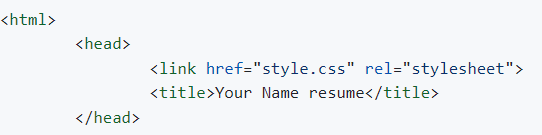 <html>
<head>
<link href="style.css" rel="stylesheet">
<title>Your Name resume</title>
</head>